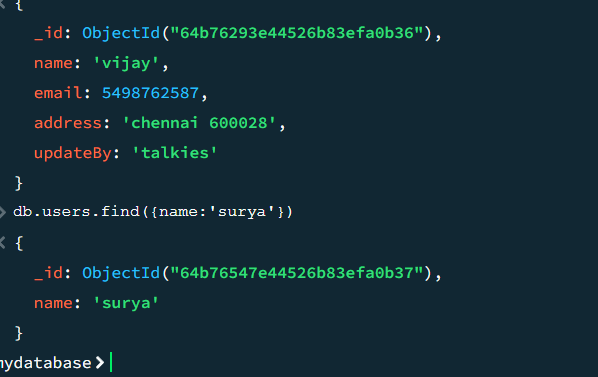 {
_id: ObjectId("64b76293e44526b83efa0b36"),
name: 'vijay',
email: 5498762587,
address: 'chennai 600028',
updateBy: 'talkies'
}
> db.users.find({name:'surya'})
< {
_id: ObjectId("64b76547e44526b83efa0b37"),
name: 'surya'
}
mydatabase>